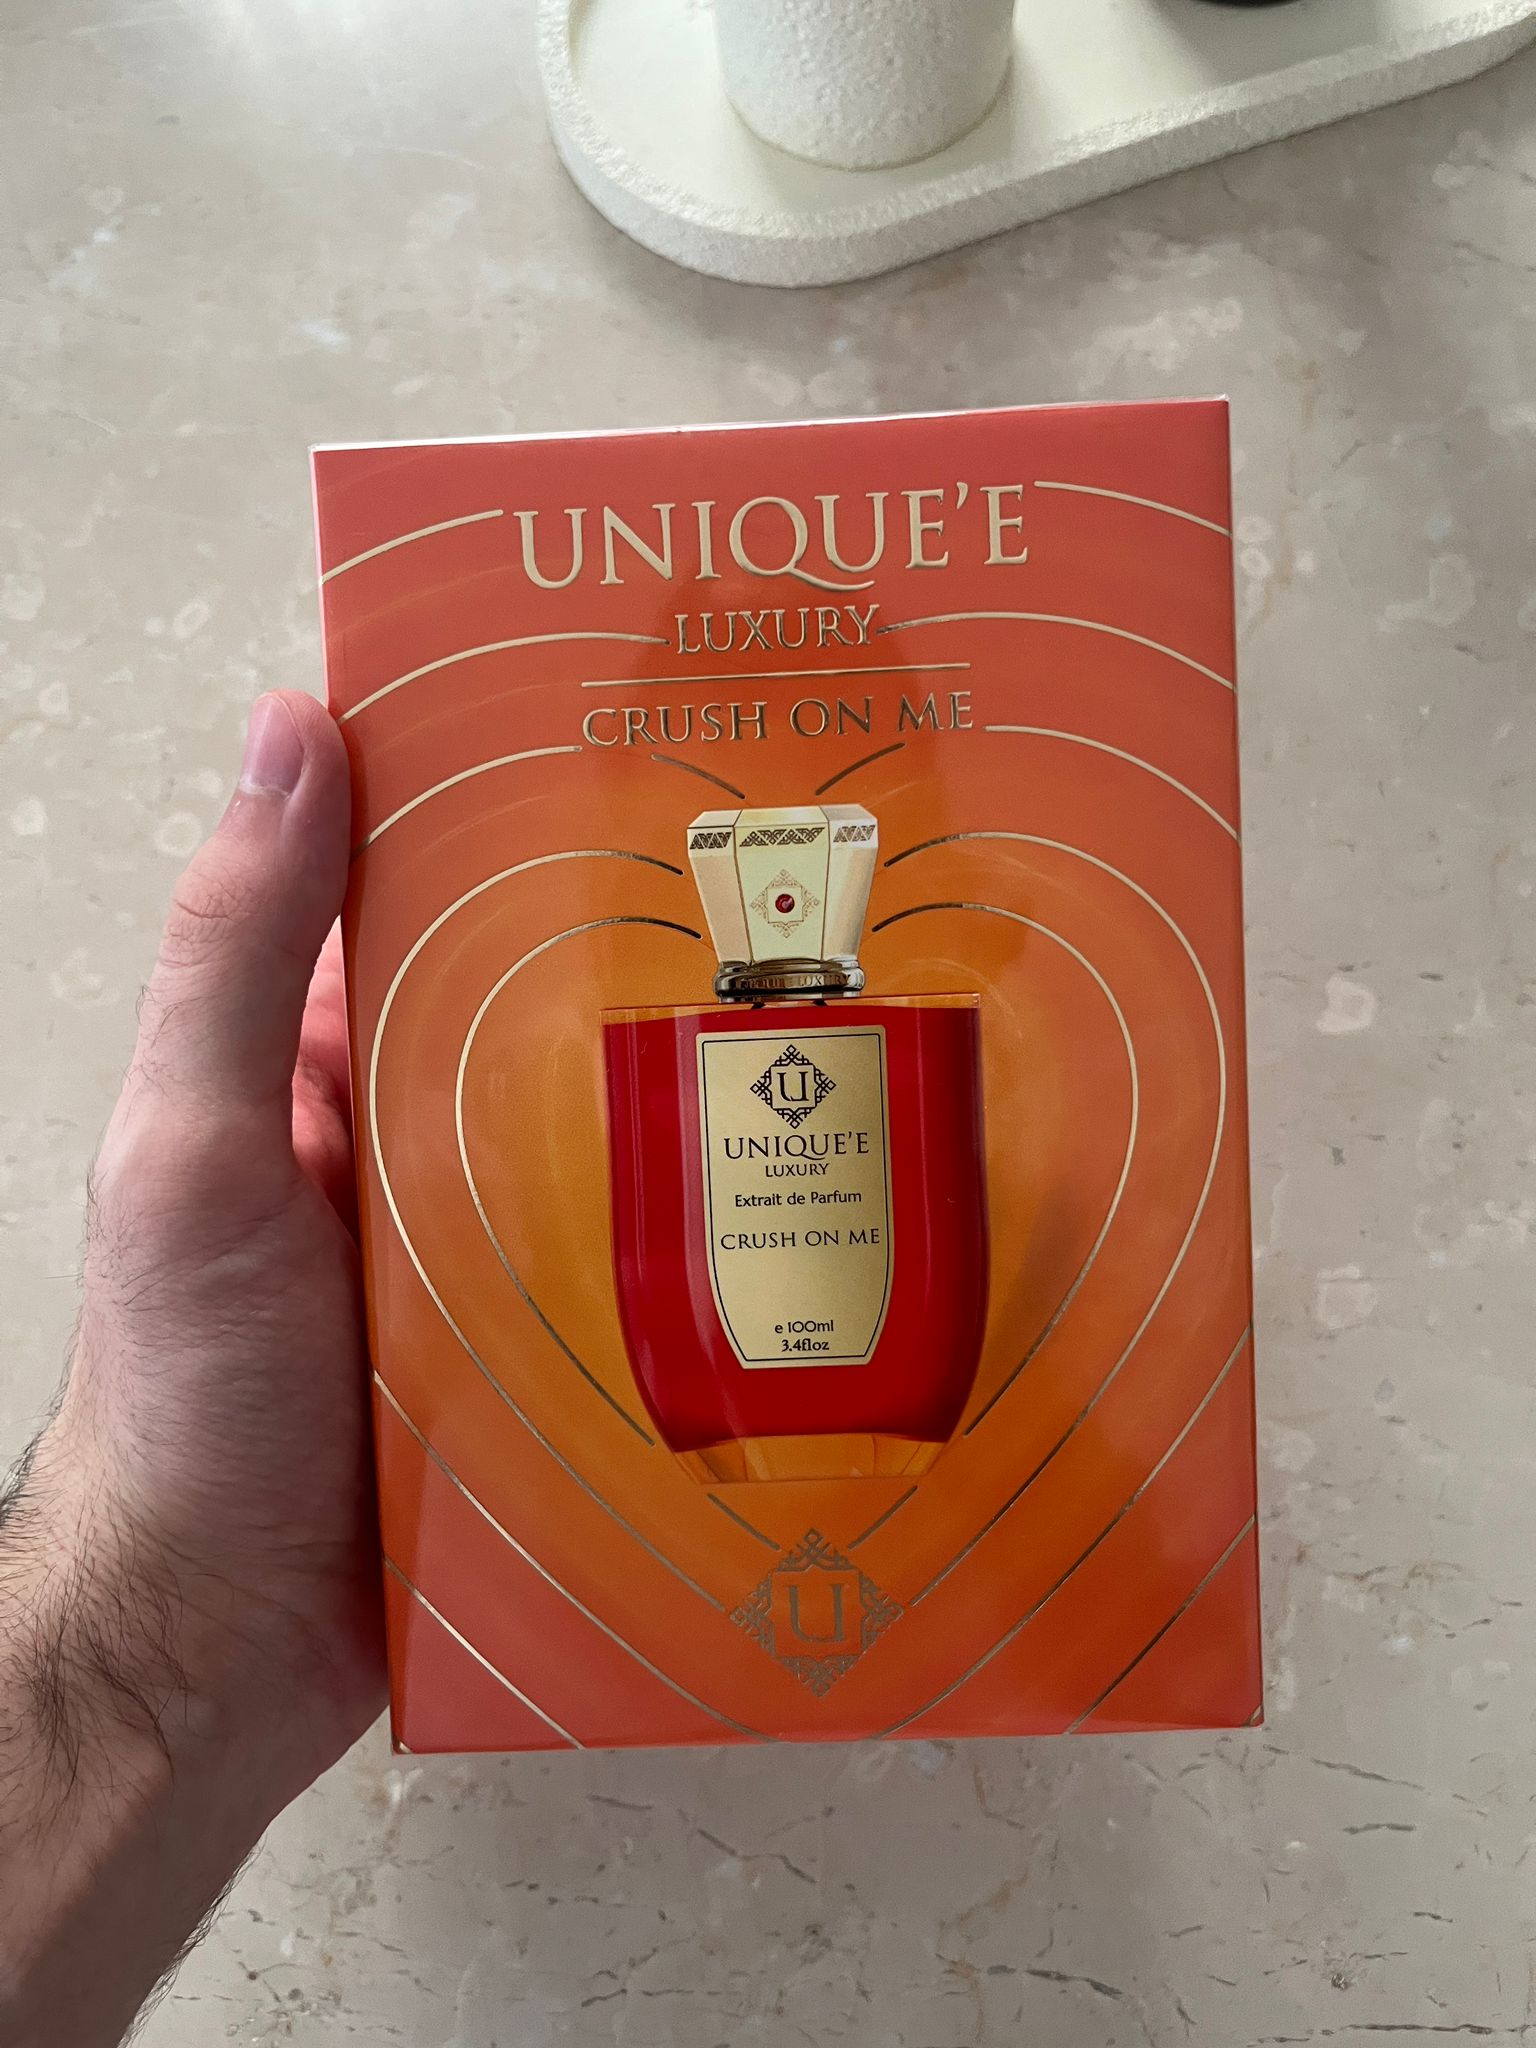 UNIQUE'E
LUXURY
CRUSH ON ME
U
UNIQUE'E
LUXURY
Extrait de Parfum
CRUSH ON ME
e 100ml
3.4floz
U